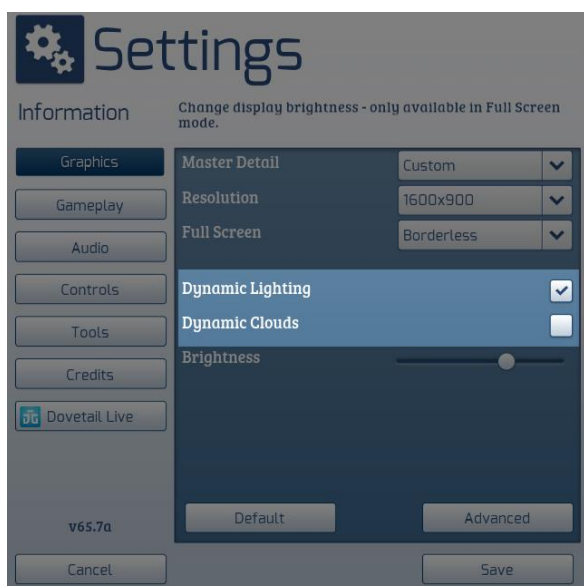 Settings
Information
Change display brightness - only available in Full Screen
mode.
Graphics
Gameplay
Audio
Controls
Tools
Credits
Dovetail Live
v65.7a
Master Detail
Custom
Resolution
1600x900
Full Screen
Borderless
Dynamic Lighting
Dynamic Clouds
Brightness
Default
Advanced
Cancel
Save